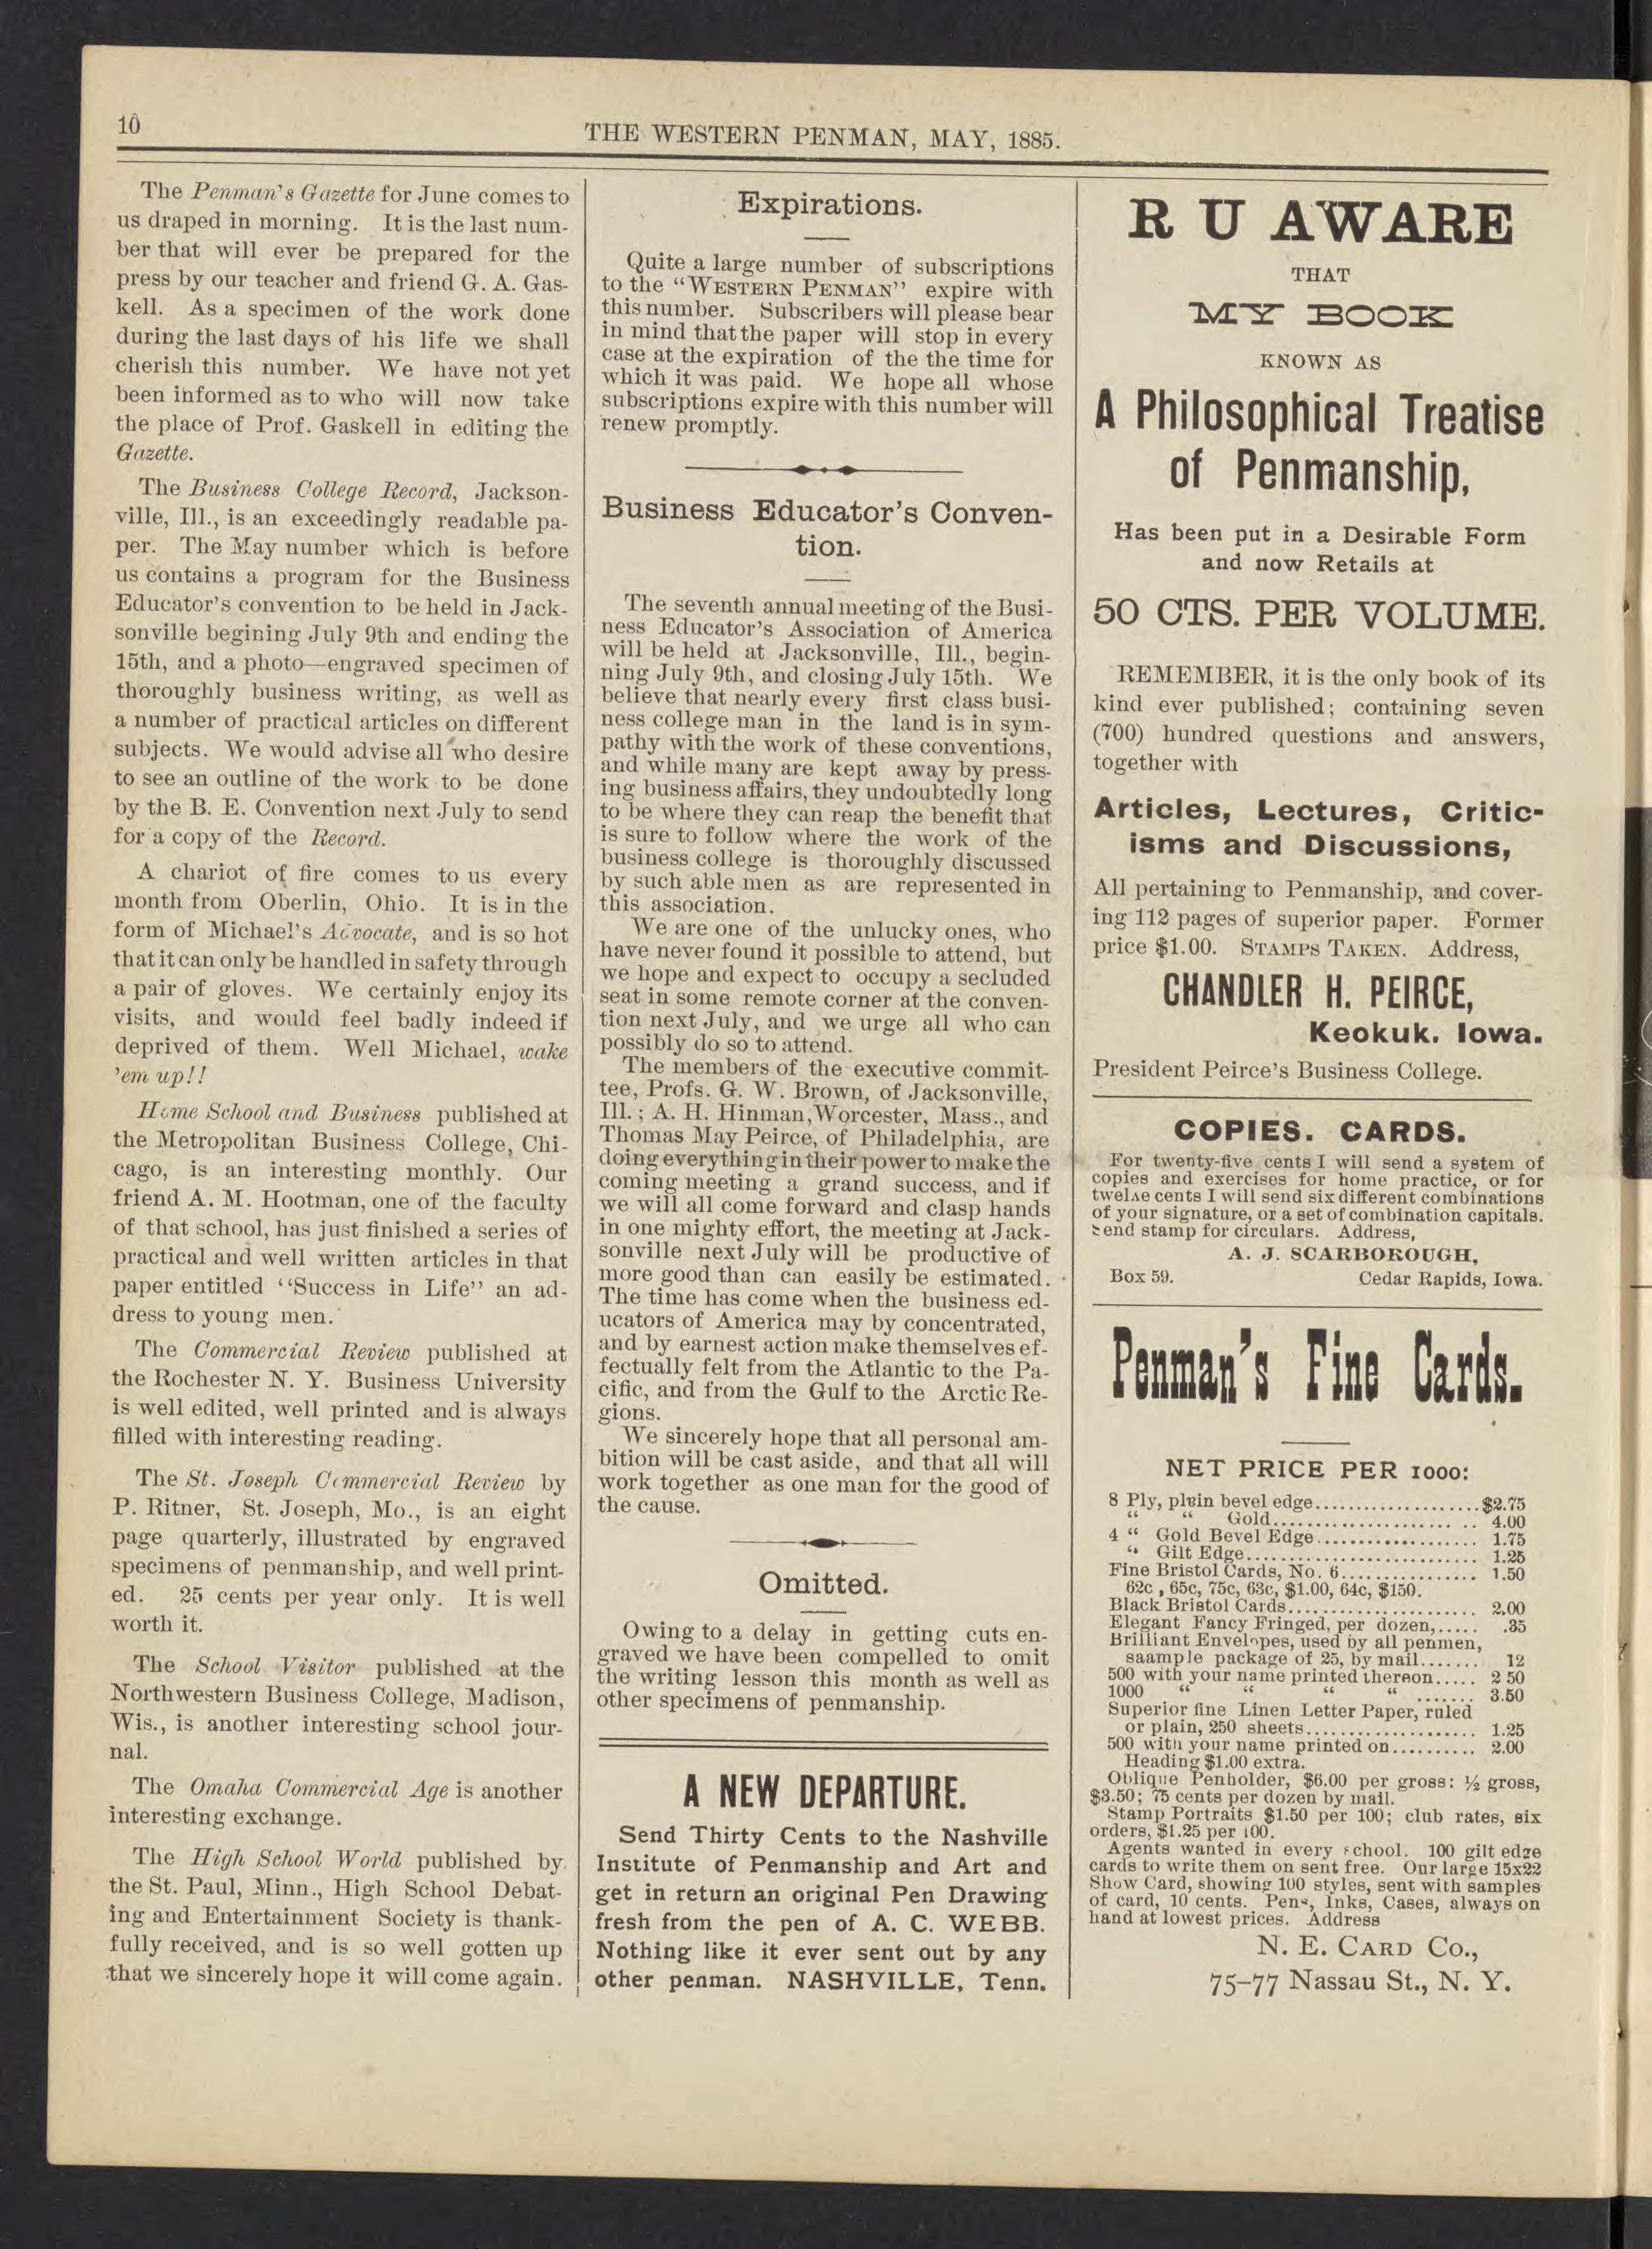 10
THE WESTERN PENMAN, MAY, 1885.
The Penman's Gazette for June comes to
us draped in morning. It is the last num-
ber that will ever be prepared for the
press by our teacher and friend G. A. Gas-
kell. As a specimen of the work done
during the last days of his life we shall
cherish this number. We have not yet
been informed as to who will now take
the place of Prof. Gaskell in editing the
Gazette.
The Business College Record, Jackson-
ville, Ill., is an exceedingly readable pa-
per. The May number which is before
us contains a program for the Business
Educator's convention to be held in Jack-
sonville begining July 9th and ending the
15th, and a photo—engraved specimen of
thoroughly business writing, as well as
a number of practical articles on different
subjects. We would advise all who desire
to see an outline of the work to be done
by the B. E. Convention next July to send
for a copy of the Record.
A chariot of fire comes to us every
month from Oberlin, Ohio. It is in the
form of Michael's Advocate, and is so hot
that it can only be handled in safety through
a pair of gloves. We certainly enjoy its
visits, and would feel badly indeed if
deprived of them. Well Michael, wake
'em up!!
Home School and Business published at
the Metropolitan Business College, Chi-
cago, is an interesting monthly. Our
friend A. M. Hootman, one of the faculty
of that school, has just finished a series of
practical and well written articles in that
paper entitled "Success in Life" an ad-
dress to young men.
The Commercial Review published at
the Rochester N. Y. Business University
is well edited, well printed and is always
filled with interesting reading.
The St. Joseph Commercial Review by
P. Ritner, St. Joseph, Mo., is an eight
page quarterly, illustrated by engraved
specimens of penmanship, and well print-
ed. 25 cents per year only. It is well
worth it.
The School Visitor published at the
Northwestern Business College, Madison,
Wis., is another interesting school jour-
nal.
The Omaha Commercial Age is another
interesting exchange.
The High School World published by
the St. Paul, Minn., High School Debat-
ing and Entertainment Society is thank-
fully received, and is so well gotten up
that we sincerely hope it will come again.
Expirations.
Quite a large number of subscriptions
to the "WESTERN PENMAN" expire with
this number. Subscribers will please bear
in mind that the paper will stop in every
case at the expiration of the the time for
which it was paid. We hope all whose
subscriptions expire with this number will
renew promptly.
Business Educator's Conven-
tion.
The seventh annual meeting of the Busi-
ness Educator's Association of America
will be held at Jacksonville, Ill., begin-
ning July 9th, and closing July 15th. We
believe that nearly every first class busi-
ness college man in the land is in sym-
pathy with the work of these conventions,
and while many are kept away by press-
ing business affairs, they undoubtedly long
to be where they can reap the benefit that
is sure to follow where the work of the
business college is thoroughly discussed
by such able men as are represented in
this association.
We are one of the unlucky ones, who
have never found it possible to attend, but
we hope and expect to occupy a secluded
seat in some remote corner at the conven-
tion next July, and we urge all who can
possibly do so to attend.
The members of the executive commit-
tee, Profs. G. W. Brown, of Jacksonville,
Ill.; A. H. Hinman, Worcester, Mass., and
Thomas May Peirce, of Philadelphia, are
doing everything in their power to make the
coming meeting a grand success, and if
we will all come forward and clasp hands
in one mighty effort, the meeting at Jack-
sonville next July will be productive of
more good than can easily be estimated.
The time has come when the business ed-
ucators of America may by concentrated,
and by earnest action make themselves ef-
fectually felt from the Atlantic to the Pa-
cific, and from the Gulf to the Arctic Re-
gions.
We sincerely hope that all personal am-
bition will be cast aside, and that all will
work together as one man for the good of
the cause.
Omitted.
Owing to a delay in getting cuts en-
graved we have been compelled to omit
the writing lesson this month as well as
other specimens of penmanship.
A NEW DEPARTURE.
Send Thirty Cents to the Nashville
Institute of Penmanship and Art and
get in return an original Pen Drawing
fresh from the pen of A. C. WEBB.
Nothing like it ever sent out by any
other penman. NASHVILLE, Tenn.
R U AWARE
THAT
MY BOOK
KNOWN AS
A Philosophical Treatise
of Penmanship,
Has been put in a Desirable Form
and now Retails at
50 CTS. PER VOLUME.
REMEMBER, it is the only book of its
kind ever published; containing seven
(700) hundred questions and answers,
together with
Articles, Lectures, Critic-
isms and Discussions,
All pertaining to Penmanship, and cover-
ing 112 pages of superior paper. Former
price $1.00. STAMPS TAKEN. Address,
CHANDLER H. PEIRCE,
Keokuk. Iowa.
President Peirce's Business College.
COPIES. CARDS.
For twenty-five cents I will send a system of
copies and exercises for home practice, or for
twelve cents I will send six different combinations
of your signature, or a set of combination capitals.
Send stamp for circulars. Address,
A. J. SCARBOROUGH,
Box 59. Cedar Rapids, Iowa.
Penman's Fine Cards.
NET PRICE PER 1000:
8 Ply, plain bevel edge....................$2.75
" " Gold........................ 4.00
4 " Gold Bevel Edge................... 1.75
" Gilt Edge............................ 1.25
Fine Bristol Cards, No. 6................ 1.50
62c, 65c, 75c, 63c, $1.00, 64c, $150.
Black Bristol Cards....................... 2.00
Elegant Fancy Fringed, per dozen,..... .35
Brilliant Envelopes, used by all penmen,
saample package of 25, by mail....... 12
500 with your name printed thereon..... 2 50
1000 " " " " ....... 3.50
Superior fine Linen Letter Paper, ruled
or plain, 250 sheets.................... 1.25
500 with your name printed on.......... 2.00
Heading $1.00 extra.
Oblique Penholder, $6.00 per gross: ½ gross,
$3.50; 75 cents per dozen by mail.
Stamp Portraits $1.50 per 100; club rates, six
orders, $1.25 per 100.
Agents wanted in every school. 100 gilt edge
cards to write them on sent free. Our large 15x22
Show Card, showing 100 styles, sent with samples
of card, 10 cents. Pens, Inks, Cases, always on
hand at lowest prices. Address
N. E. CARD CO.,
75-77 Nassau St., N. Y.